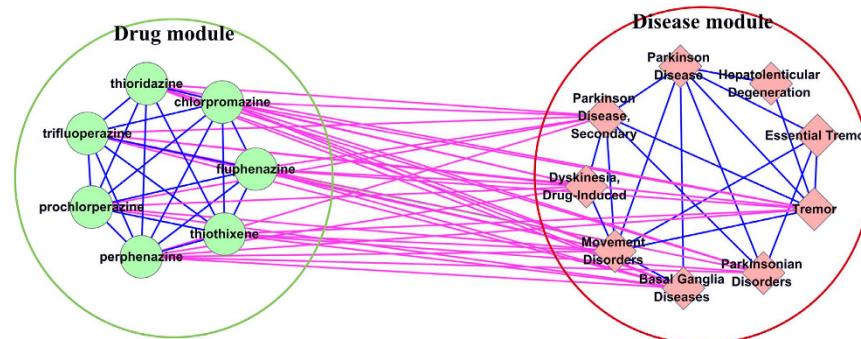 Drug module
Disease module
thioridazine
chlorpromazine
trifluoperazine
fluphenazine
prochlorperazine
thiothixene
perphenazine
Parkinson
Disease
Hepatolenticular
Degeneration
Parkinson
Disease,
Secondary
Essential Tremo
Dyskinesia,
Drug-Induced
Tremor
Movement
Disorders
Parkinsonian
Disorders
Basal Ganglia
Diseases